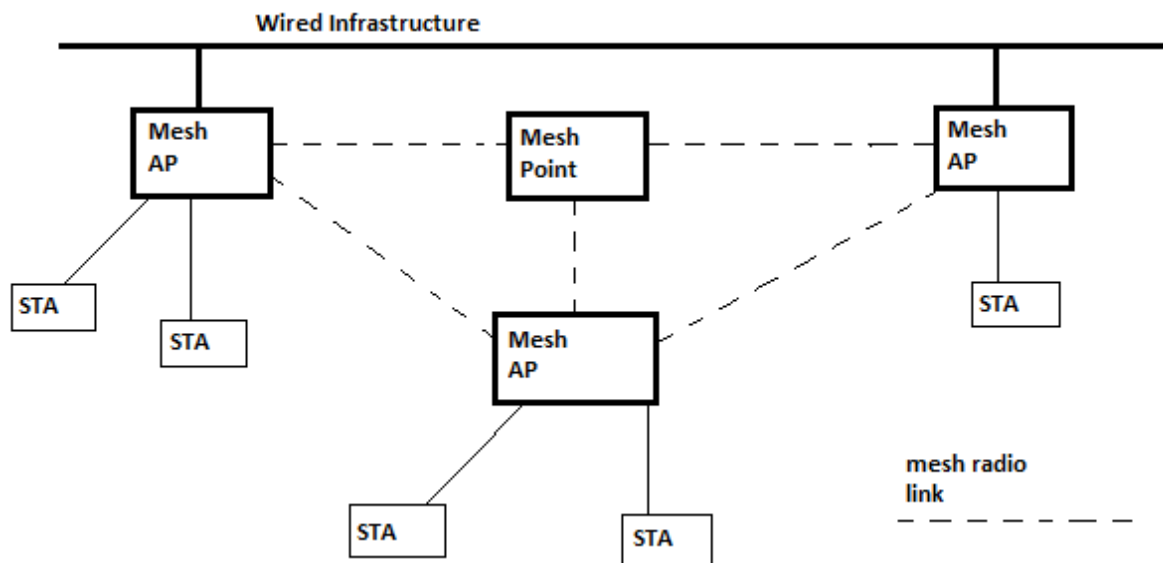 Wired Infrastructure
Mesh
AP
Mesh
Point
Mesh
AP
STA
STA
STA
Mesh
AP
mesh radio
link
STA
STA